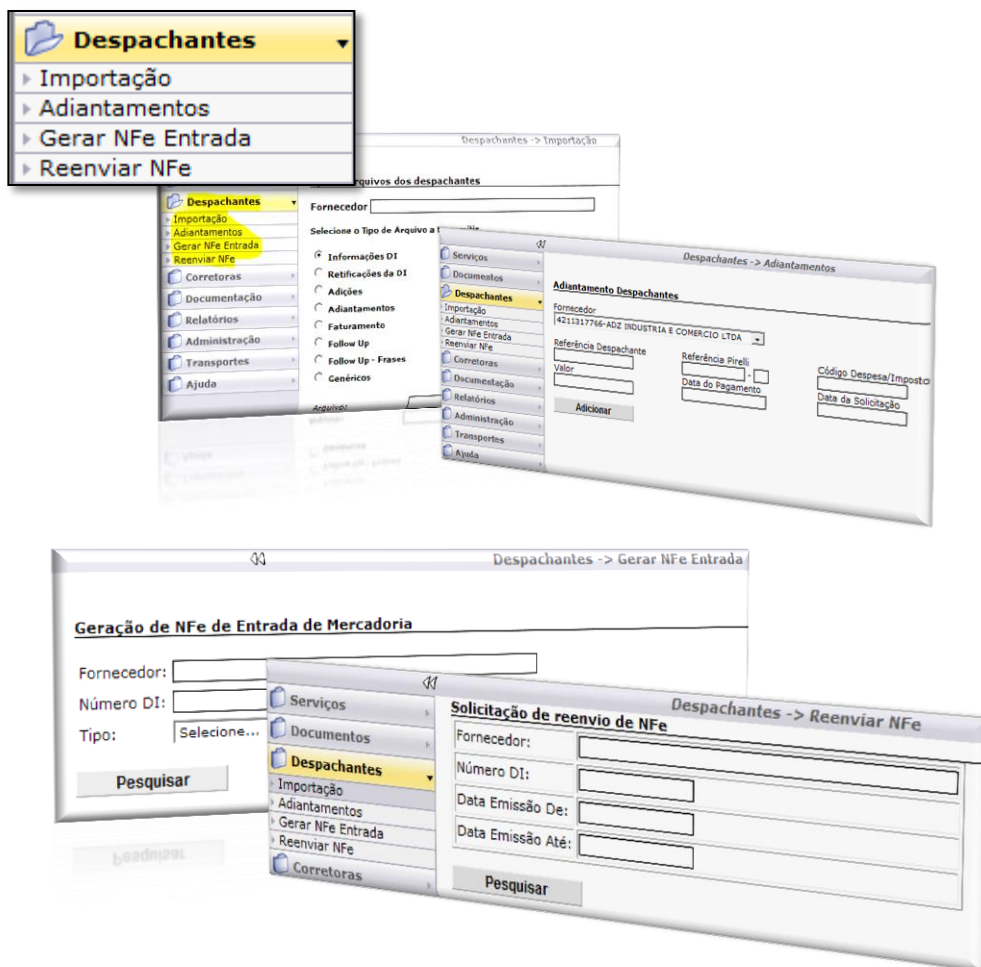 Despachantes
Importação
Adiantamentos
Gerar NFe Entrada
Reenviar NFe
Despachantes -> Importação
arquivos dos despachantes
Despachantes
Importação
Adiantamentos
Gerar NFe Entrada
Reenviar NFe
Corretoras
Documentação
Relatórios
Administração
Transportes
Ajuda
Fornecedor
Selecione o Tipo de Arquivo a
Informações DI
Retificações da DI
Adições
Adiantamentos
Faturamento
Follow Up
Follow Up - Frases
Genéricos
Arquivo:
Despachantes -> Adiantamentos
Serviços
Documentos
Despachantes
Importação
Adiantamentos
Gerar NFe Entrada
Reenviar NFe
Corretoras
Documentação
Relatórios
Administração
Transportes
Ajuda
Adiantamento Despachantes
Fornecedor
4211317766-ADZ INDUSTRIA E COMERCIO LTDA
Referência Despachante
Referência Pirelli
-
Código Despesa/Imposto
Valor
Data do Pagamento
Data da Solicitação
Adicionar
Despachantes -> Gerar NFe Entrada
Geração de NFe de Entrada de Mercadoria
Fornecedor:
Número DI:
Tipo: Selecione...
Pesquisar
Despachantes -> Reenviar NFe
Serviços
Documentos
Despachantes
Importação
Adiantamentos
Gerar NFe Entrada
Reenviar NFe
Corretoras
Solicitação de reenvio de NFe
Fornecedor:
Número DI:
Data Emissão De:
Data Emissão Até:
Pesquisar